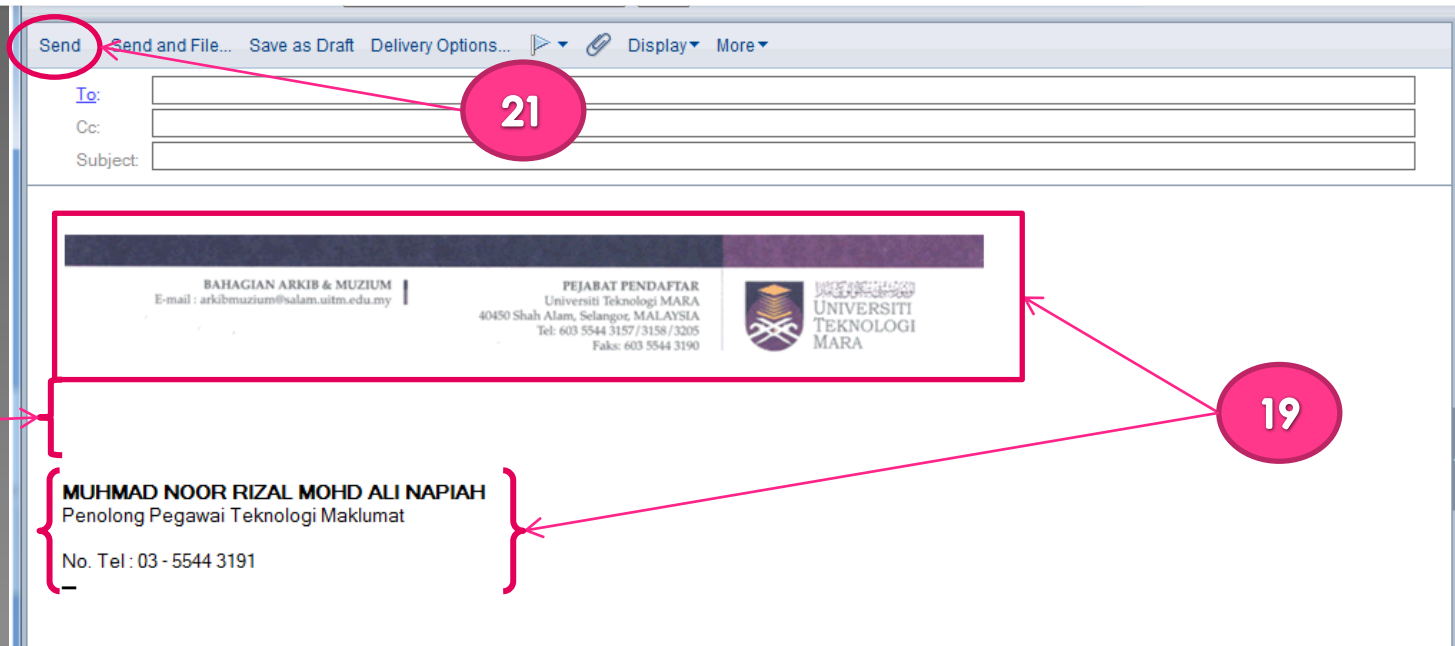 Send Send and File... Save as Draft Delivery Options... Display More
To:
21
Cc:
Subject:
BAHAGIAN ARKIB & MUZIUM
E-mail : arkibmuzium@salam.uitm.edu.my
PEJABAT PENDAFTAR
Universiti Teknologi MARA
40450 Shah Alam, Selangor, MALAYSIA
Tel: 603 5544 3157/3158/3205
Faks: 603 5544 3190
UNIVERSITI
TEKNOLOGI
MARA
19
MUHMAD NOOR RIZAL MOHD ALI NAPIAH
Penolong Pegawai Teknologi Maklumat
No. Tel : 03 - 5544 3191